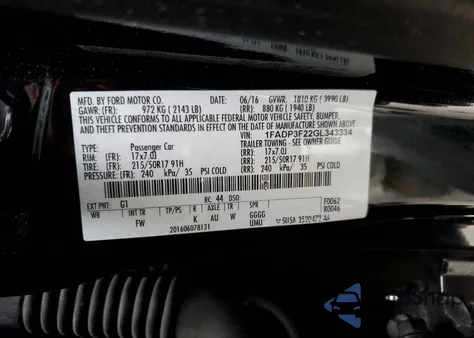 MFD. BY FORD MOTOR CO.
DATE: 06/16 GVWR: 1810 KG ( 3990 LB)
GAWR: (FR): 972 KG ( 2143 LB) (RR): 880 KG ( 1940 LB)
THIS VEHICLE CONFORMS TO ALL APPLICABLE FEDERAL MOTOR VEHICLE SAFETY, BUMPER,
AND THEFT PREVENTION STANDARDS IN EFFECT ON THE DATE OF MANUFACTURE SHOWN ABOVE.
VIN: 1FADP3F22GL343334
TYPE: Passenger Car TRAILER TOWING - SEE OWNER GUIDE
RIM: (FR): 17x7.0J (RR): 17x7.0J
TIRE: (FR): 215/50R17 91H (RR): 215/50R17 91H
PRESSURE: (FR): 240 kPa/ 35 PSI COLD (RR): 240 kPa/ 35 PSI COLD
EXT PNT: G1 RC: 44 DSO: F0062
WB INT TR TP/PS R AXLE TR SPR R0046
FW K W GGGG
201606078131 UMU